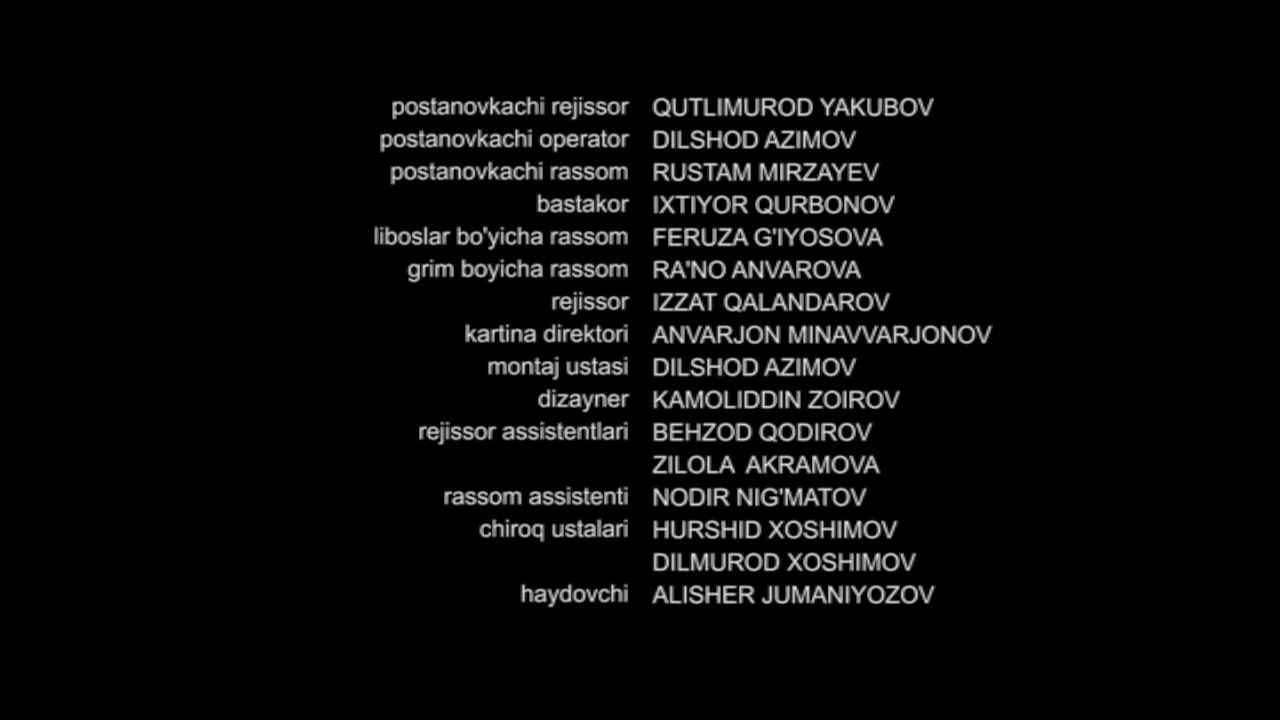 postanovkachi rejissor QUTLIMUROD YAKUBOV
postanovkachi operator DILSHOD AZIMOV
postanovkachi rassom RUSTAM MIRZAYEV
bastakor IXTIYOR QURBONOV
liboslar bo'yicha rassom FERUZA G'IYOSOVA
grim boyicha rassom RA'NO ANVAROVA
rejissor IZZAT QALANDAROV
kartina direktori ANVARJON MINAVVARJONOV
montaj ustasi DILSHOD AZIMOV
dizayner KAMOLIDDIN ZOIROV
rejissor assistentlari BEHZOD QODIROV
ZILOLA AKRAMOVA
rassom assistenti NODIR NIG'MATOV
chiroq ustalari HURSHID XOSHIMOV
DILMUROD XOSHIMOV
haydovchi ALISHER JUMANIYOZOV